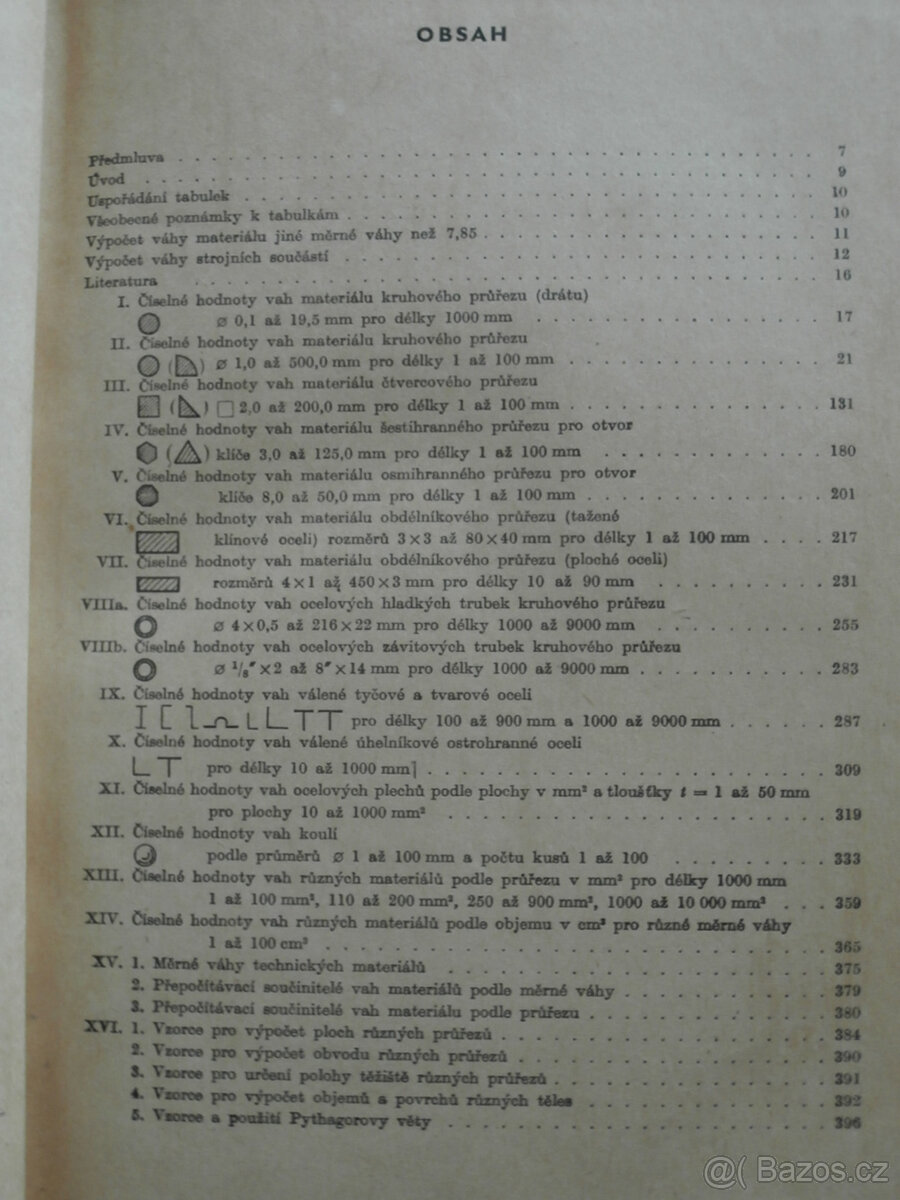 OBSAH
Předmluva . . . . . . . . . . 7
Úvod . . . . . . . . . . 9
Uspořádání tabulek . . . . . . . . . . 10
Všeobecné poznámky k tabulkám . . . . . . . . . . 10
Výpočet váhy materiálu jiné měrné váhy než 7,85 . . . . . . . . . . 11
Výpočet váhy strojních součástí . . . . . . . . . . 12
Literatura . . . . . . . . . . 16
I. Číselné hodnoty vah materiálu kruhového průřezu (drátu)
ø 0,1 až 19,5 mm pro délky 1000 mm . . . . . . . . . . 17
II. Číselné hodnoty vah materiálu kruhového průřezu
( ) ø 1,0 až 500,0 mm pro délky 1 až 100 mm . . . . . . . . . . 21
III. Číselné hodnoty vah materiálu čtvercového průřezu
( ) □ 2,0 až 200,0 mm pro délky 1 až 100 mm . . . . . . . . . . 131
IV. Číselné hodnoty vah materiálu šestihranného průřezu pro otvor
( ) klíče 3,0 až 125,0 mm pro délky 1 až 100 mm . . . . . . . . . . 180
V. Číselné hodnoty vah materiálu osmihranného průřezu pro otvor
klíče 8,0 až 50,0 mm pro délky 1 až 100 mm . . . . . . . . . . 201
VI. Číselné hodnoty vah materiálu obdélníkového průřezu (tažené
klínové oceli) rozměrů 3×3 až 80×40 mm pro délky 1 až 100 mm . . . . 217
VII. Číselné hodnoty vah materiálu obdélníkového průřezu (ploché oceli)
rozměrů 4×1 až 450×3 mm pro délky 10 až 90 mm . . . . . . . . . . 231
VIIIa. Číselné hodnoty vah ocelových hladkých trubek kruhového průřezu
ø 4×0,5 až 216×22 mm pro délky 1000 až 9000 mm . . . . . . . . . . 255
VIIIb. Číselné hodnoty vah ocelových závitových trubek kruhového průřezu
ø 1/8″×2 až 8″×14 mm pro délky 1000 až 9000 mm . . . . . . . . . . 283
IX. Číselné hodnoty vah válené tyčové a tvarové oceli
pro délky 100 až 900 mm a 1000 až 9000 mm . . . . . . 287
X. Číselné hodnoty vah válené úhelníkové ostrohranné oceli
pro délky 10 až 1000 mm . . . . . . . . . . 309
XI. Číselné hodnoty vah ocelových plechů podle plochy v mm² a tloušťky t = 1 až 50 mm
pro plochy 10 až 1000 mm² . . . . . . . . . . 319
XII. Číselné hodnoty vah koulí
podle průměrů ø 1 až 100 mm a počtu kusů 1 až 100 . . . . . . . . . 333
XIII. Číselné hodnoty vah různých materiálů podle průřezu v mm² pro délky 1000 mm
1 až 100 mm², 110 až 200 mm², 250 až 900 mm², 1000 až 10 000 mm² . . . 359
XIV. Číselné hodnoty vah různých materiálů podle objemu v cm³ pro různé měrné váhy
1 až 100 cm³ . . . . . . . . . . 365
XV. 1. Měrné váhy technických materiálů . . . . . . . . . . 375
2. Přepočítávací součinitelé vah materiálů podle měrné váhy . . . . . . . . . . 379
3. Přepočítávací součinitelé vah materiálu podle průřezu . . . . . . . . . . 380
XVI. 1. Vzorce pro výpočet ploch různých průřezů . . . . . . . . . . 384
2. Vzorce pro výpočet obvodu různých průřezů . . . . . . . . . . 390
3. Vzorce pro určení polohy těžiště různých průřezů . . . . . . . . . . 391
4. Vzorce pro výpočet objemů a povrchů různých těles . . . . . . . . . . 392
5. Vzorce a použití Pythagorovy věty . . . . . . . . . . 396
@( Bazos.cz